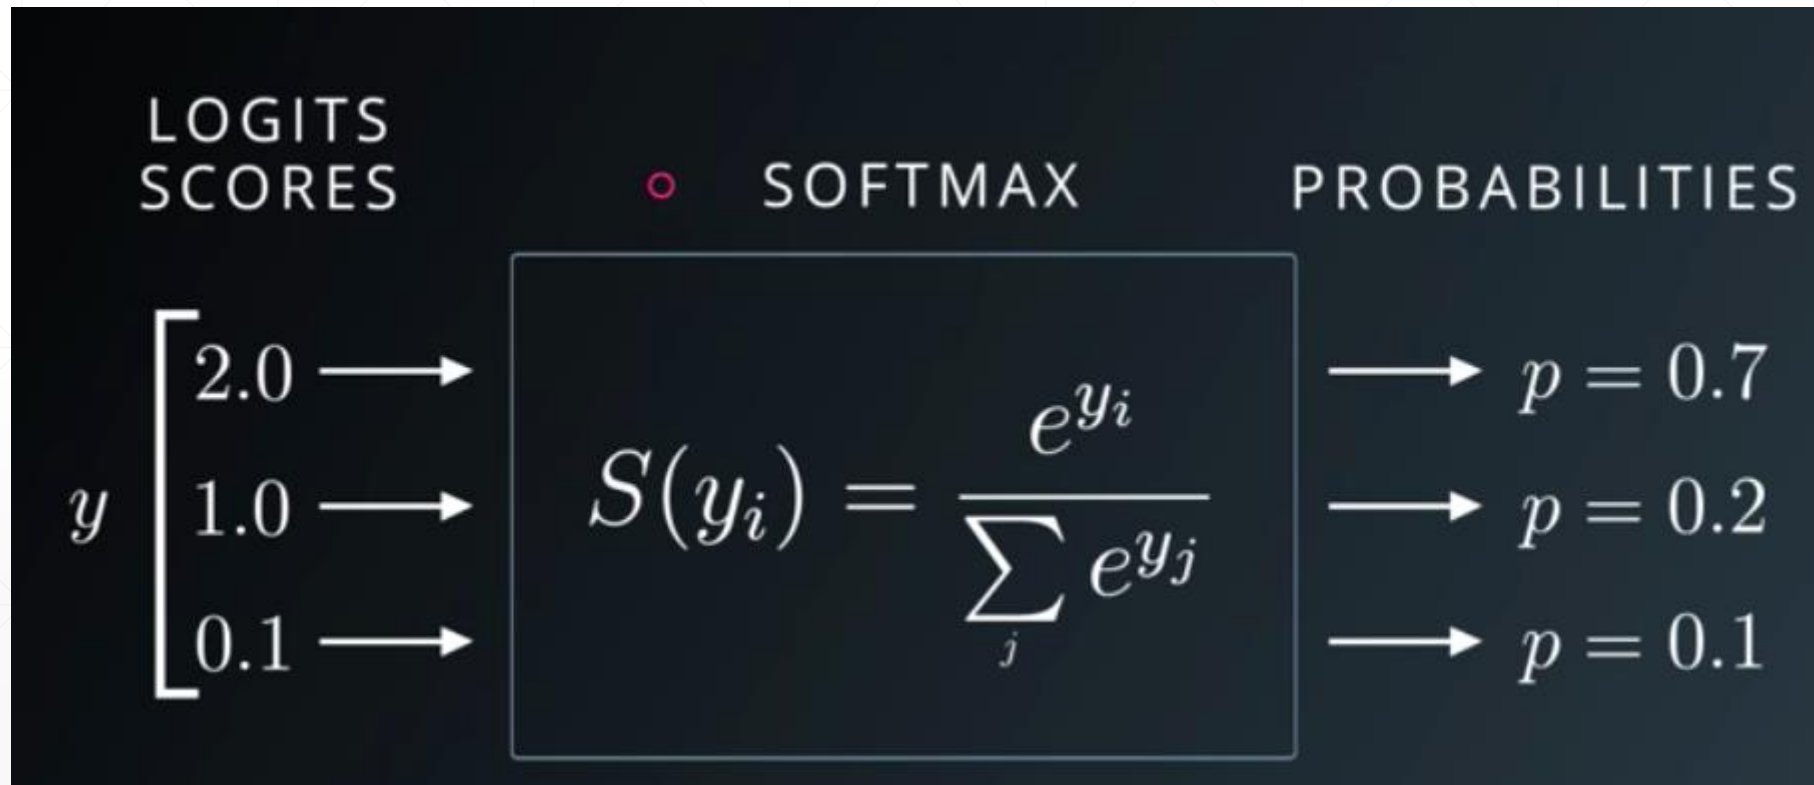 LOGITS
SCORES
SOFTMAX
PROBABILITIES
y
2.0
1.0
0.1
S(y_i) = e^{y_i} / \sum_j e^{y_j}
p = 0.7
p = 0.2
p = 0.1